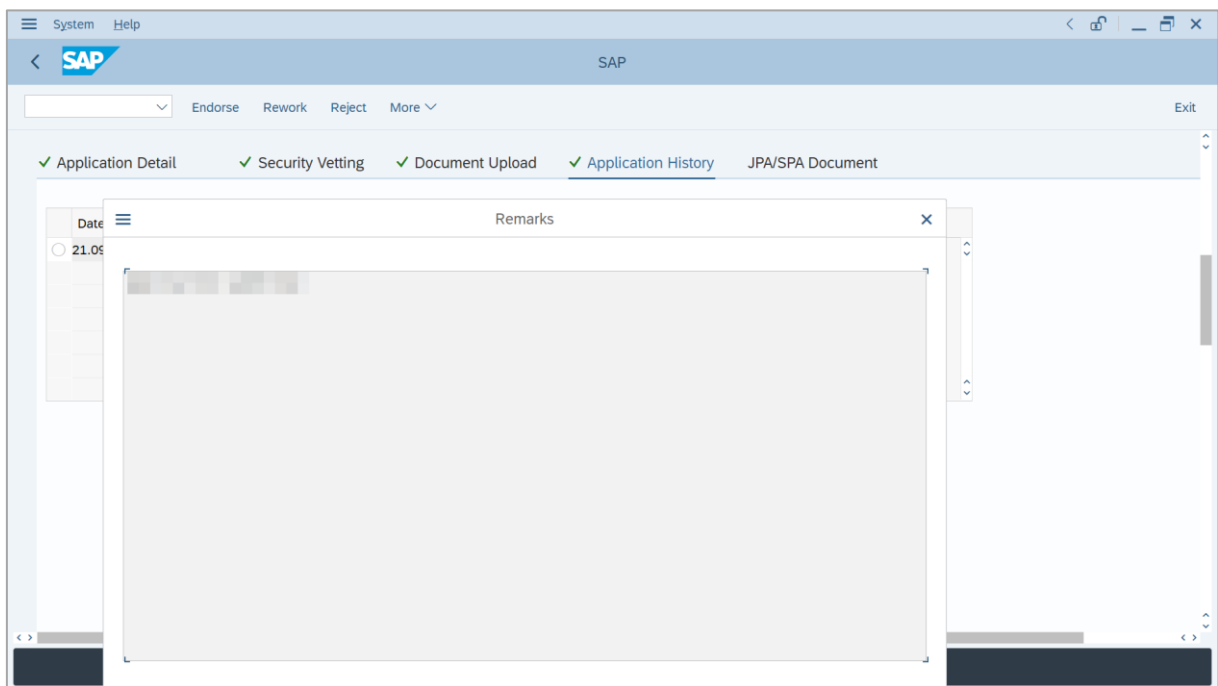 System Help
SAP SAP
Endorse Rework Reject More Exit
Application Detail Security Vetting Document Upload Application History JPA/SPA Document
Date Remarks
21.09